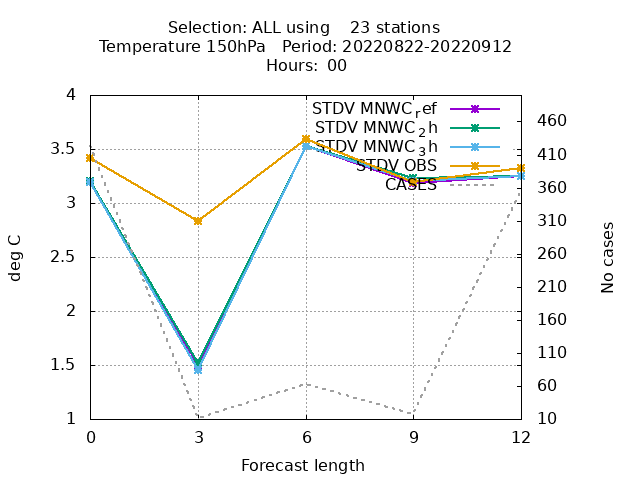 Selection: ALL using    23 stations
Temperature 150hPa   Period: 20220822-20220912
Hours: 00
STDV MNWC_ref
STDV MNWC_2h
STDV MNWC_3h
STDV OBS
CASES
4
3.5
3
2.5
2
1.5
1
deg C
460
410
360
310
260
210
160
110
60
10
No cases
0 3 6 9 12
Forecast length